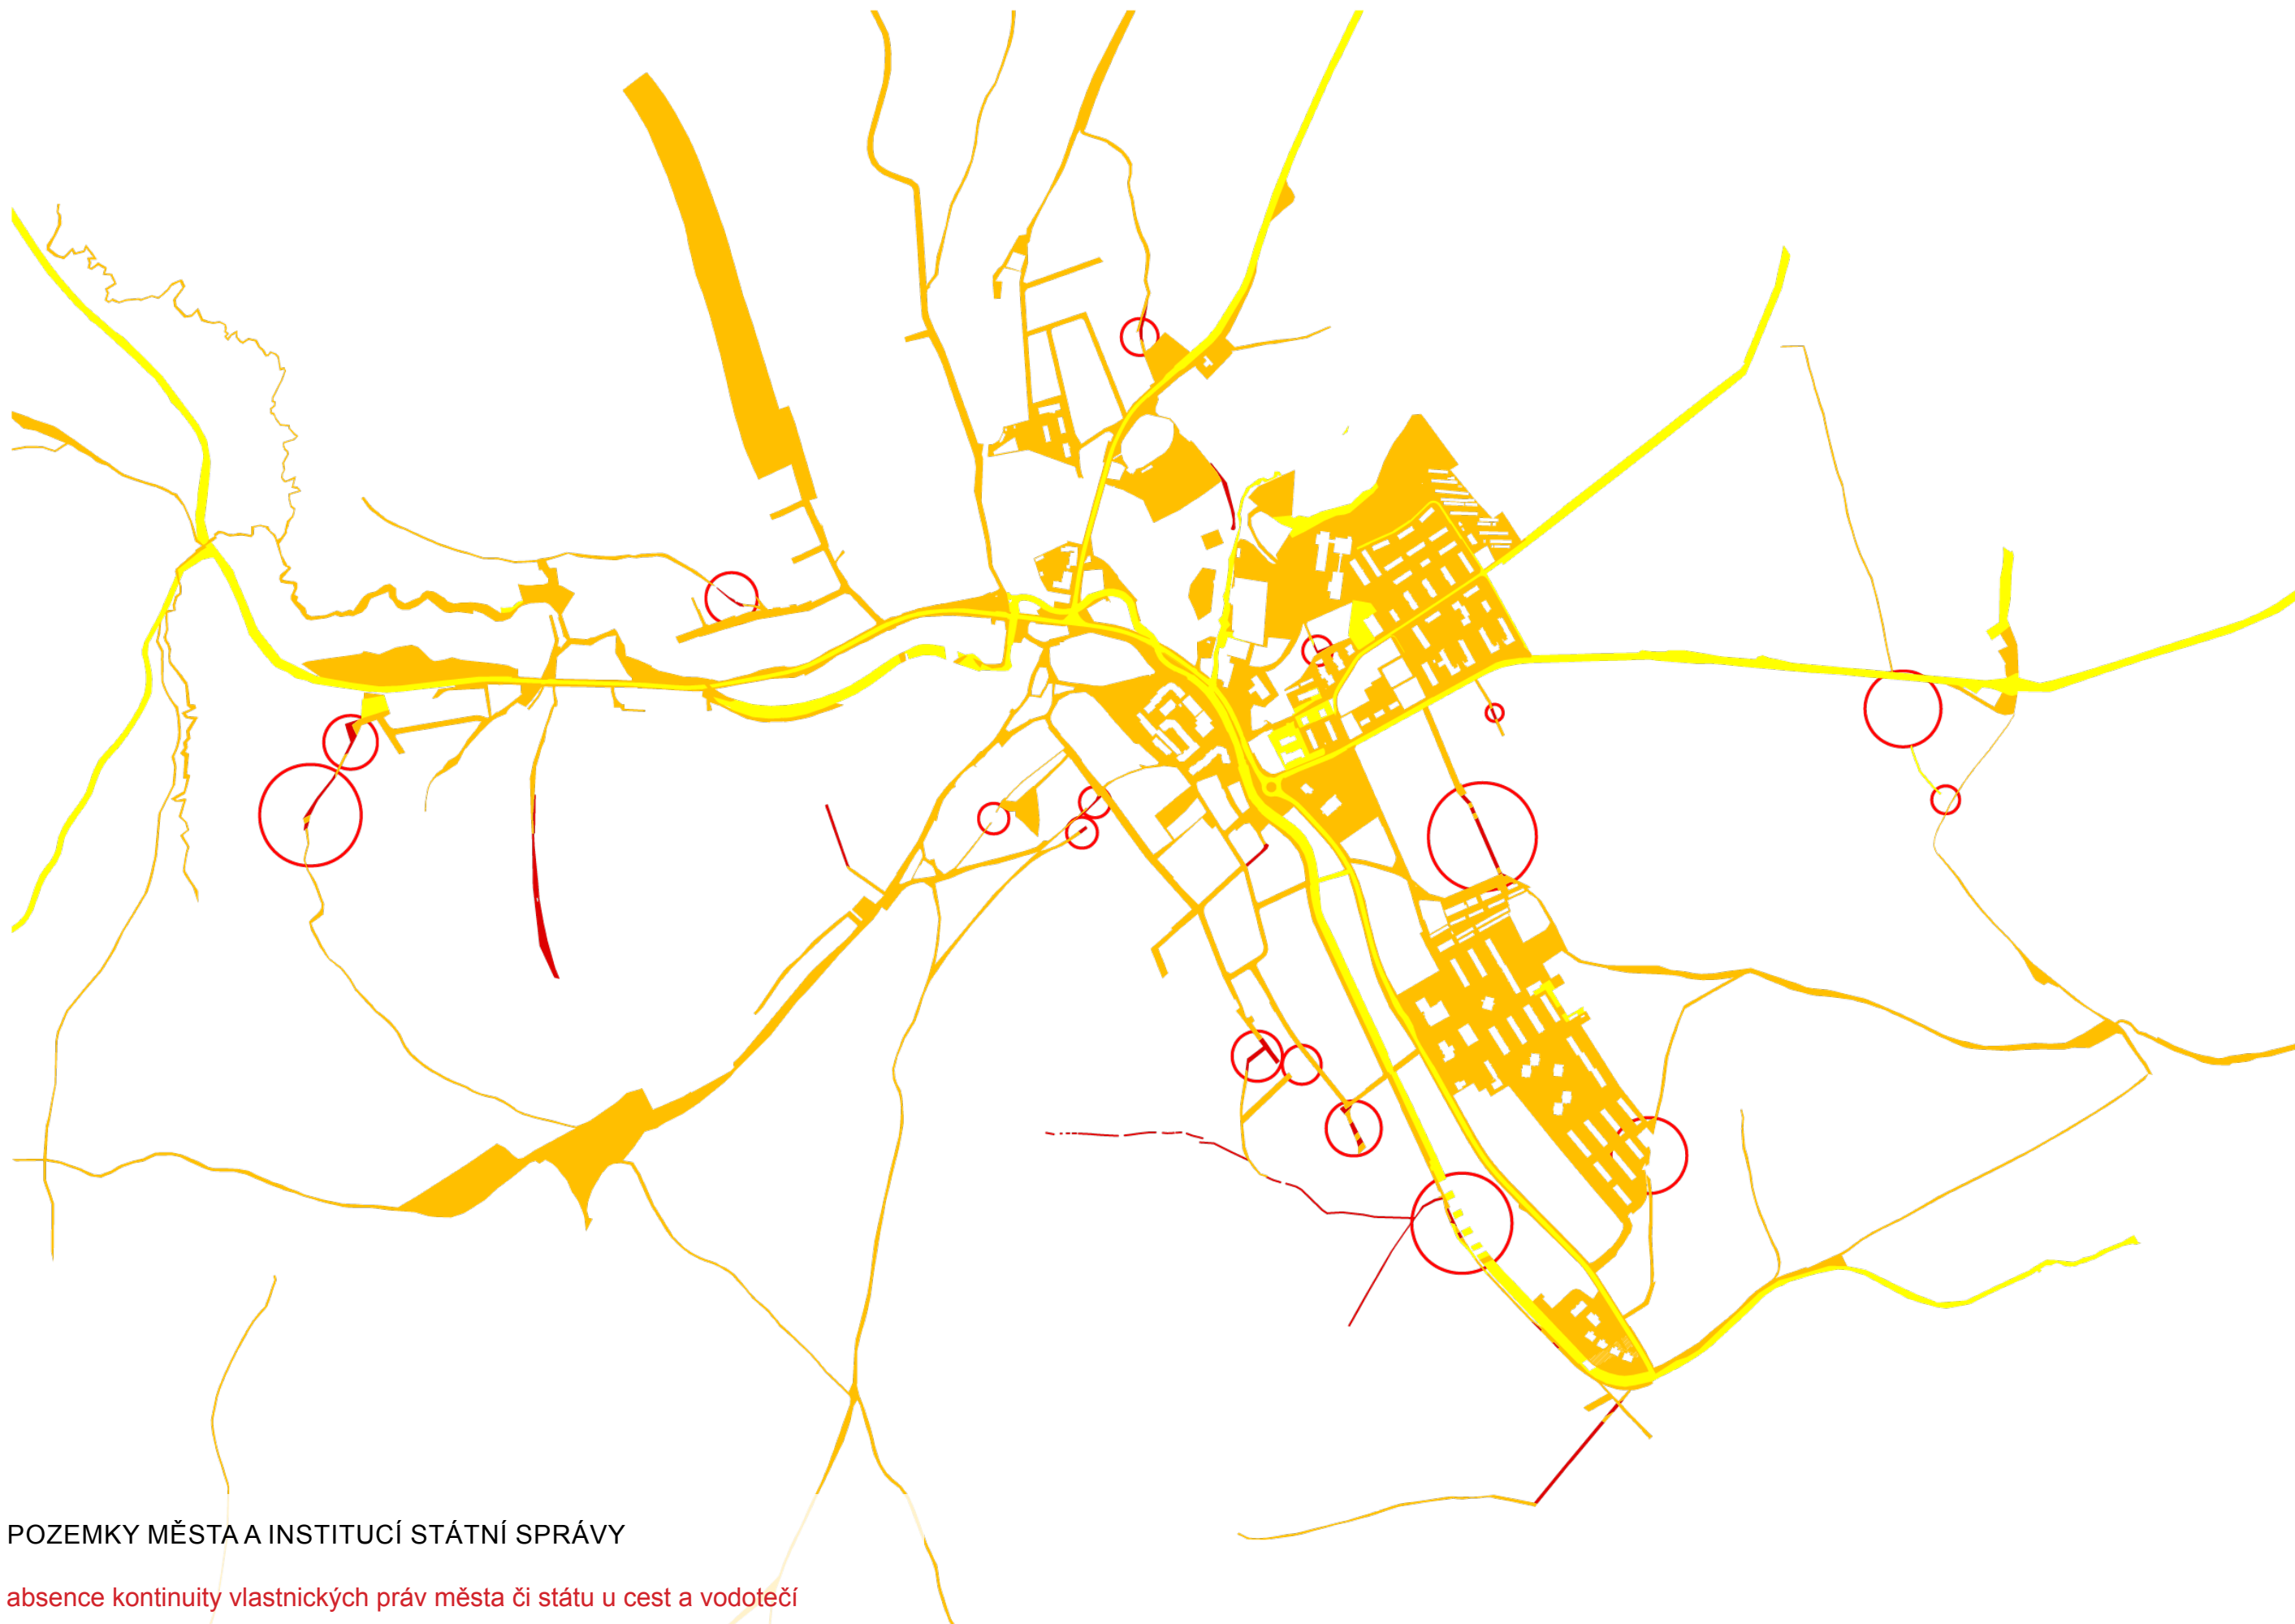 POZEMKY MĚSTA A INSTITUCÍ STÁTNÍ SPRÁVY
absence kontinuity vlastnických práv města či státu u cest a vodotečí